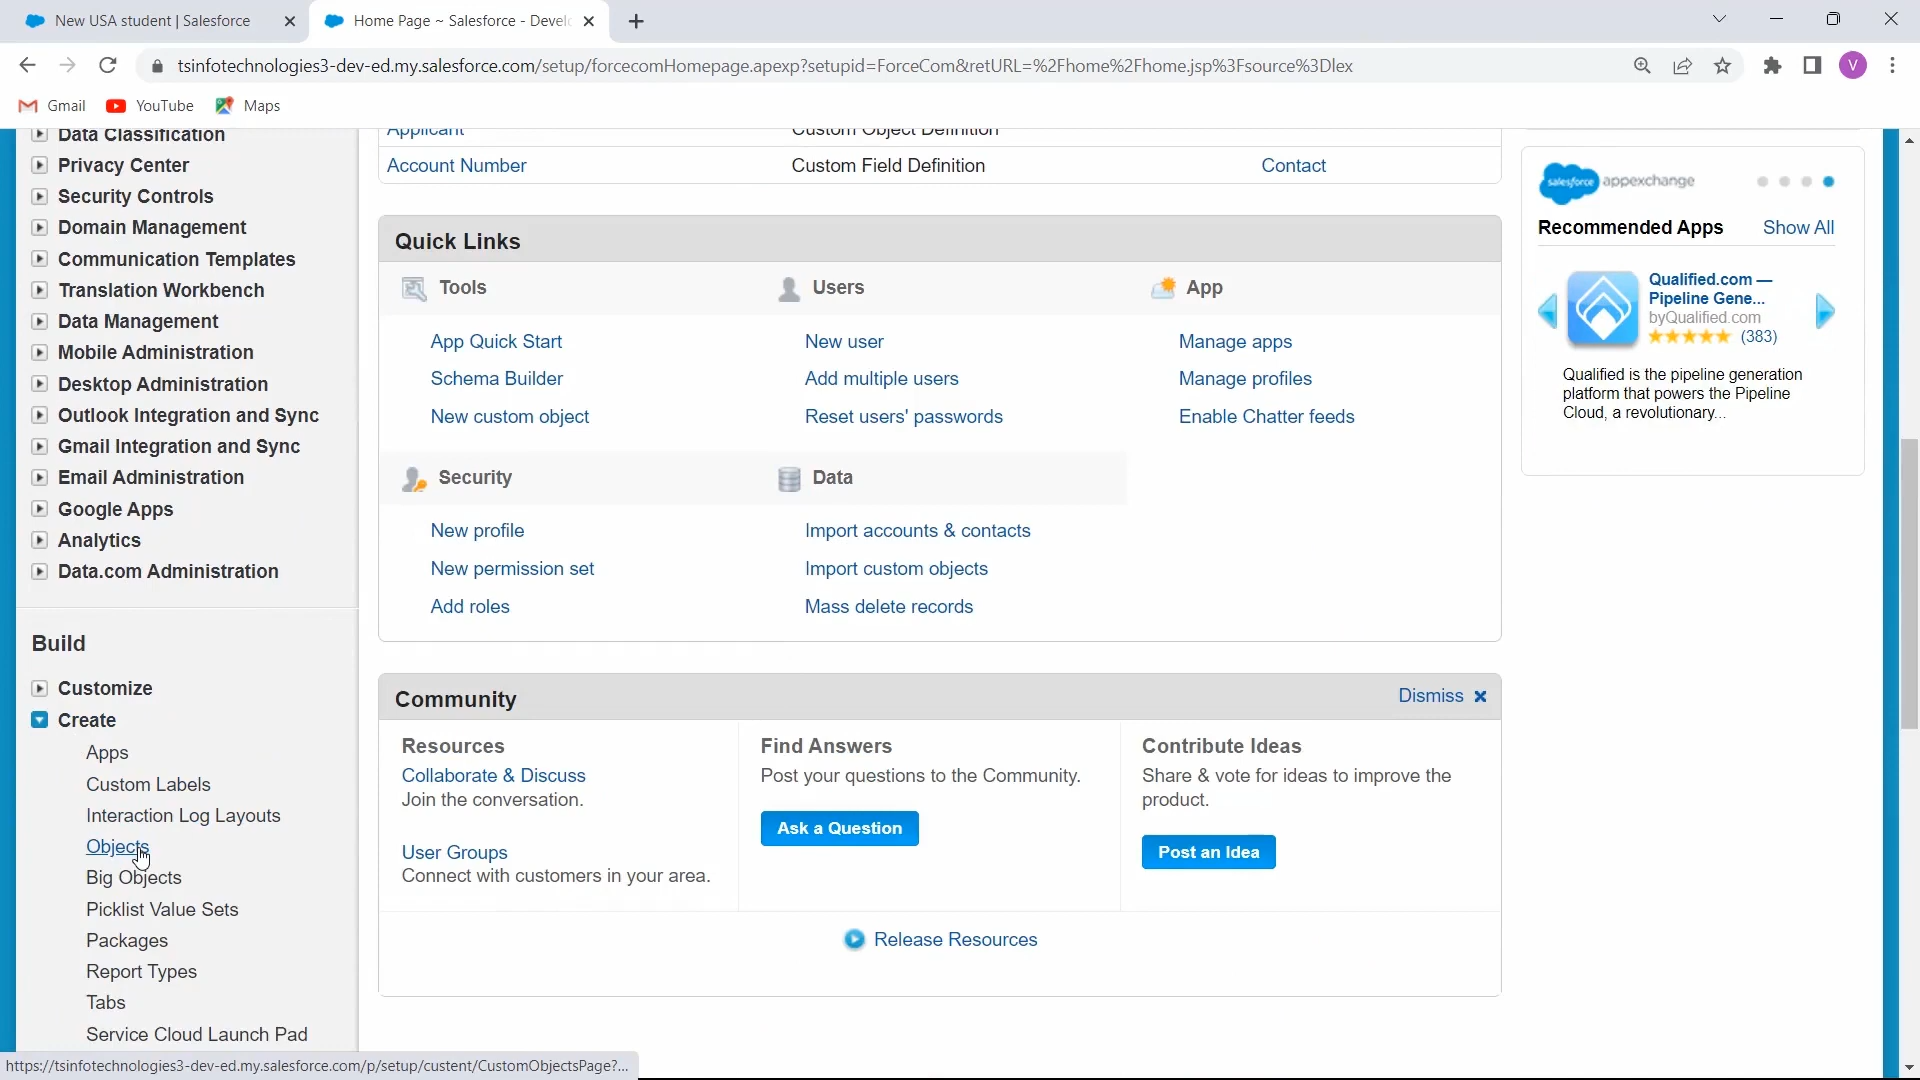 New USA student | Salesforce
Home Page ~ Salesforce - Devel
tsinfotechnologies3-dev-ed.my.salesforce.com/setup/forcecomHomepage.apexp?setupid=ForceCom&retURL=%2Fhome%2Fhome.jsp%3Fsource%3Dlex
V
Gmail
YouTube
Maps
Data Classification
Privacy Center
Security Controls
Domain Management
Communication Templates
Translation Workbench
Data Management
Mobile Administration
Desktop Administration
Outlook Integration and Sync
Gmail Integration and Sync
Email Administration
Google Apps
Analytics
Data.com Administration
Build
Customize
Create
Apps
Custom Labels
Interaction Log Layouts
Objects
Big Objects
Picklist Value Sets
Packages
Report Types
Tabs
Service Cloud Launch Pad
Applicant Custom Object Definition
Account Number Custom Field Definition Contact
Quick Links
Tools
App Quick Start
Schema Builder
New custom object
Users
New user
Add multiple users
Reset users' passwords
App
Manage apps
Manage profiles
Enable Chatter feeds
Security
New profile
New permission set
Add roles
Data
Import accounts & contacts
Import custom objects
Mass delete records
Community
Dismiss
Resources
Collaborate & Discuss
Join the conversation.
User Groups
Connect with customers in your area.
Find Answers
Post your questions to the Community.
Ask a Question
Contribute Ideas
Share & vote for ideas to improve the
product.
Post an Idea
Release Resources
salesforce appexchange
Recommended Apps Show All
Qualified.com —
Pipeline Gene...
byQualified.com
(383)
Qualified is the pipeline generation
platform that powers the Pipeline
Cloud, a revolutionary...
https://tsinfotechnologies3-dev-ed.my.salesforce.com/p/setup/custent/CustomObjectsPage?...